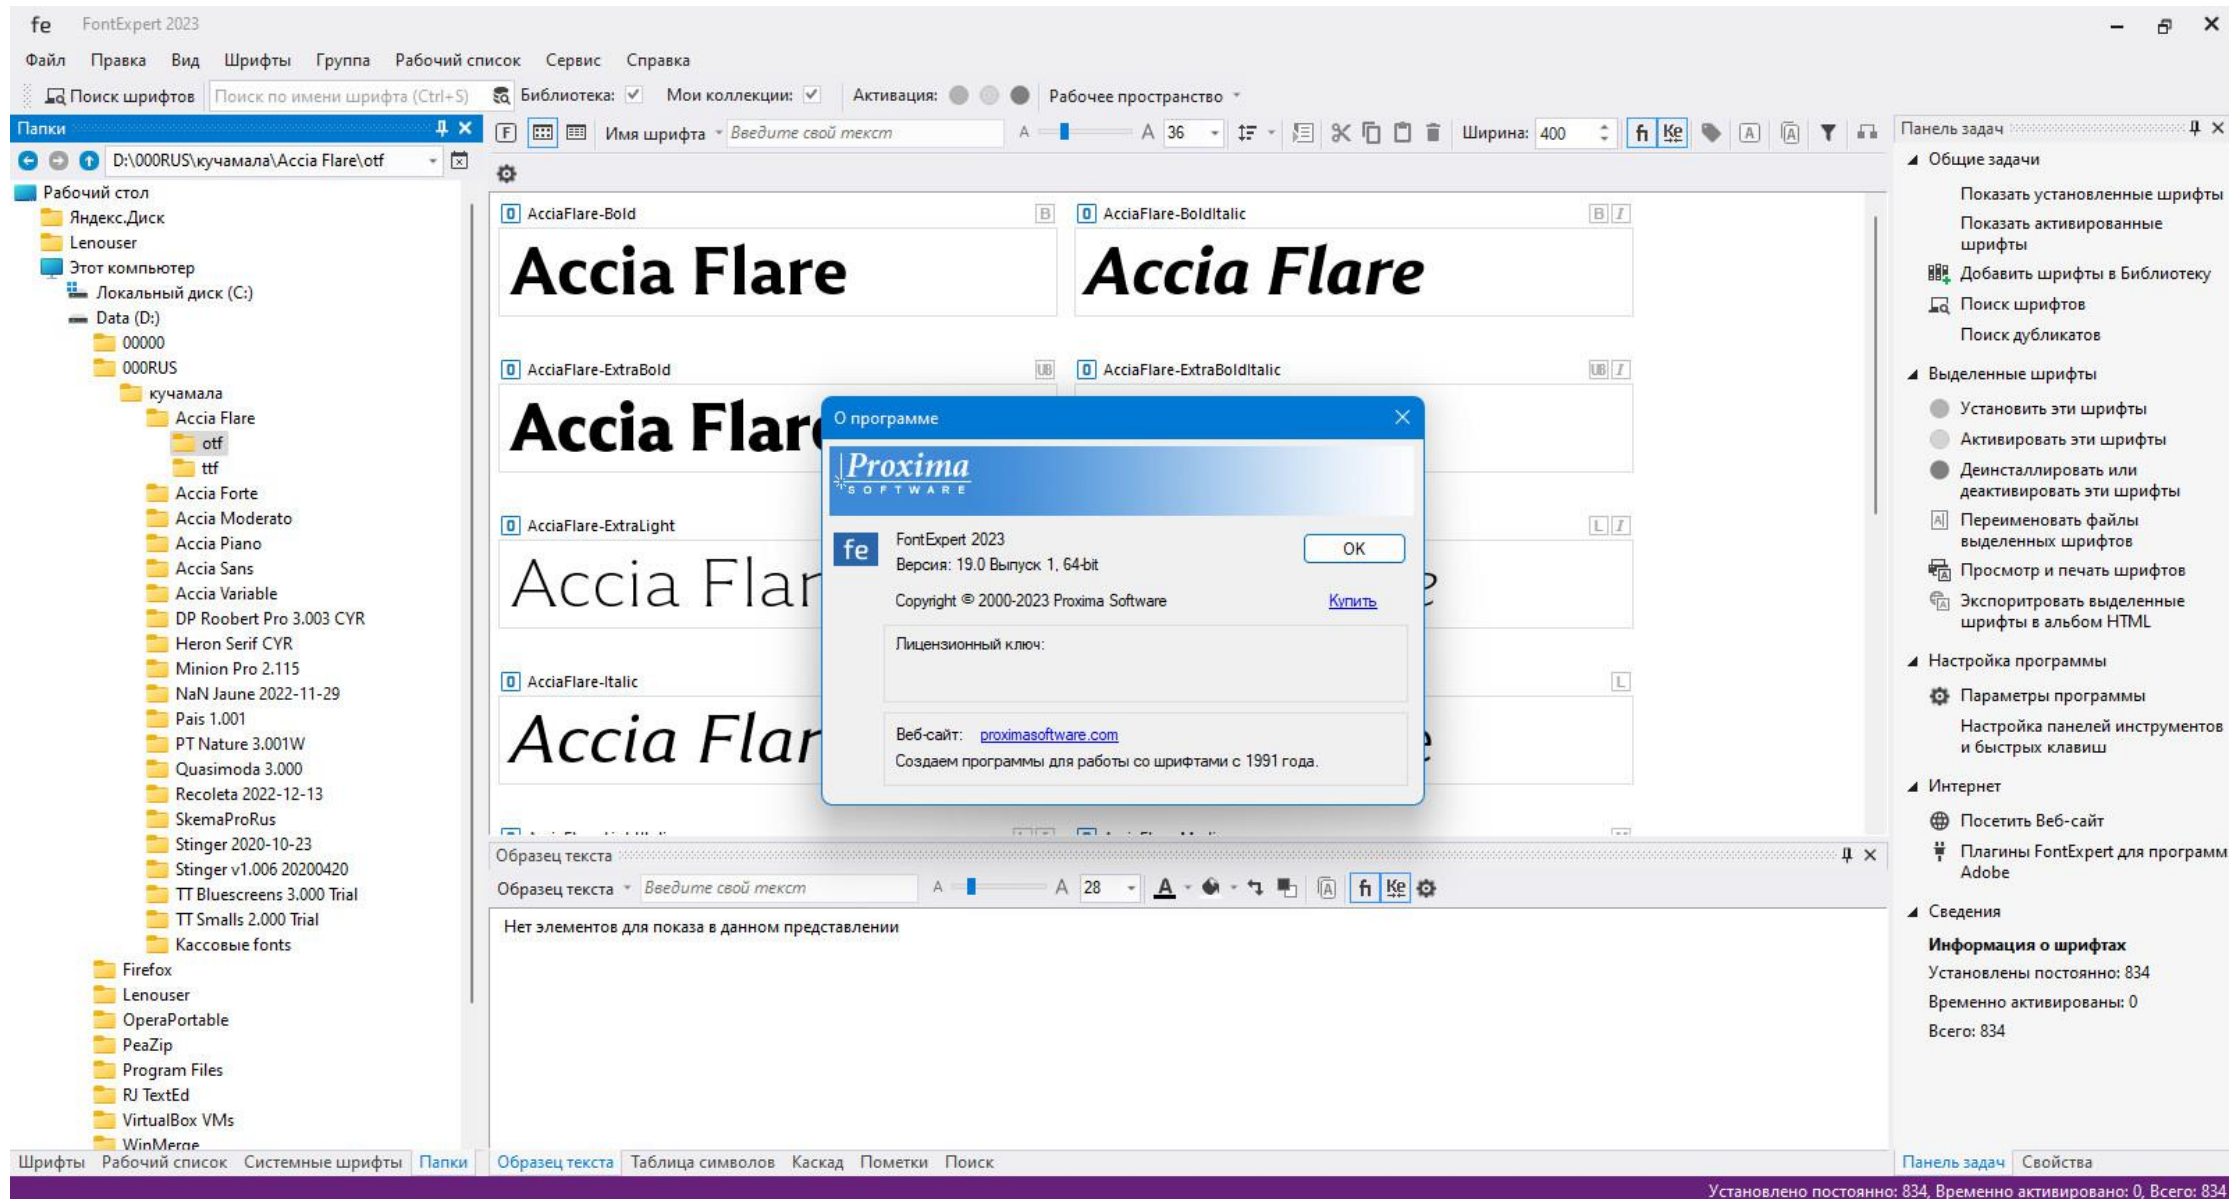 fe FontExpert 2023
Файл Правка Вид Шрифты Группа Рабочий список Сервис Справка
Поиск шрифтов Поиск по имени шрифта (Ctrl+S) Библиотека: Мои коллекции: Активация: Рабочее пространство
Папки
D:\000RUS\кучамала\Accia Flare\otf
Рабочий стол
Яндекс.Диск
Lenouser
Этот компьютер
Локальный диск (C:)
Data (D:)
00000
000RUS
кучамала
Accia Flare
otf
ttf
Accia Forte
Accia Moderato
Accia Piano
Accia Sans
Accia Variable
DP Roobert Pro 3.003 CYR
Heron Serif CYR
Minion Pro 2.115
NaN Jaune 2022-11-29
Pais 1.001
PT Nature 3.001W
Quasimoda 3.000
Recoleta 2022-12-13
SkemaProRus
Stinger 2020-10-23
Stinger v1.006 20200420
TT Bluescreens 3.000 Trial
TT Smalls 2.000 Trial
Кассовые fonts
Firefox
Lenouser
OperaPortable
PeaZip
Program Files
RJ TextEd
VirtualBox VMs
WinMerge
Шрифты Рабочий список Системные шрифты Папки
F Имя шрифта Введите свой текст A A 36 Ширина: 400 fi Ke A A
O AcciaFlare-Bold B
Accia Flare
O AcciaFlare-BoldItalic B I
Accia Flare
O AcciaFlare-ExtraBold UB
Accia Flare
O AcciaFlare-ExtraBoldItalic UB I
O AcciaFlare-ExtraLight
Accia Flar
L I
e
O AcciaFlare-Italic
Accia Flar
L
e
О программе
Proxima
SOFTWARE
fe FontExpert 2023
Версия: 19.0 Выпуск 1, 64-bit
OK
Copyright © 2000-2023 Proxima Software
Купить
Лицензионный ключ:
Веб-сайт: proximasoftware.com
Создаем программы для работы со шрифтами с 1991 года.
Образец текста
Образец текста Введите свой текст A A 28 A A fi Ke
Нет элементов для показа в данном представлении
Образец текста Таблица символов Каскад Пометки Поиск
Панель задач
Общие задачи
Показать установленные шрифты
Показать активированные
шрифты
Добавить шрифты в Библиотеку
Поиск шрифтов
Поиск дубликатов
Выделенные шрифты
Установить эти шрифты
Активировать эти шрифты
Деинсталлировать или
деактивировать эти шрифты
Переименовать файлы
выделенных шрифтов
Просмотр и печать шрифтов
Экспоритровать выделенные
шрифты в альбом HTML
Настройка программы
Параметры программы
Настройка панелей инструментов
и быстрых клавиш
Интернет
Посетить Веб-сайт
Плагины FontExpert для программ
Adobe
Сведения
Информация о шрифтах
Установлены постоянно: 834
Временно активированы: 0
Всего: 834
Панель задач Свойства
Установлено постоянно: 834, Временно активировано: 0, Всего: 834